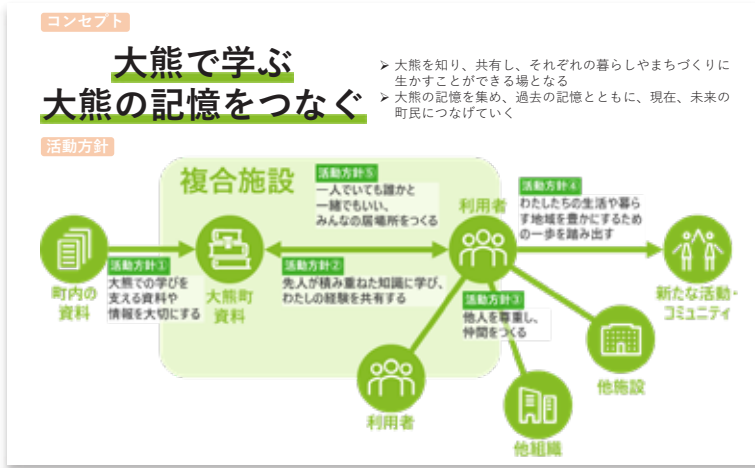 コンセプト
大熊で学ぶ
大熊の記憶をつなぐ
➢ 大熊を知り、共有し、それぞれの暮らしやまちづくりに
生かすことができる場となる
➢ 大熊の記憶を集め、過去の記憶とともに、現在、未来の
町民につなげていく
活動方針
複合施設
活動方針⑤
一人でいても誰かと
一緒でもいい、
みんなの居場所をつくる
利用者
活動方針④
わたしたちの生活や暮ら
す地域を豊かにするため
の一歩を踏み出す
町内の
資料
活動方針①
大熊での学びを
支える資料や
情報を大切にする
大熊町
資料
活動方針②
先人が積み重ねた知識に学び、
わたしの経験を共有する
活動方針③
他人を尊重し、
仲間をつくる
新たな活動・
コミュニティ
利用者
他組織
他施設